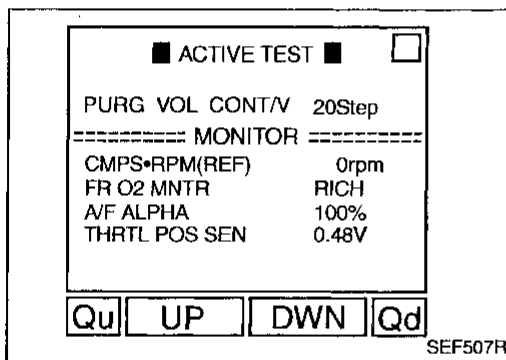 ■ ACTIVE TEST ■
PURG VOL CONT/V 20Step
========= MONITOR =========
CMPS•RPM(REF) 0rpm
FR O2 MNTR RICH
A/F ALPHA 100%
THRTL POS SEN 0.48V
Qu UP DWN Qd
SEF507R